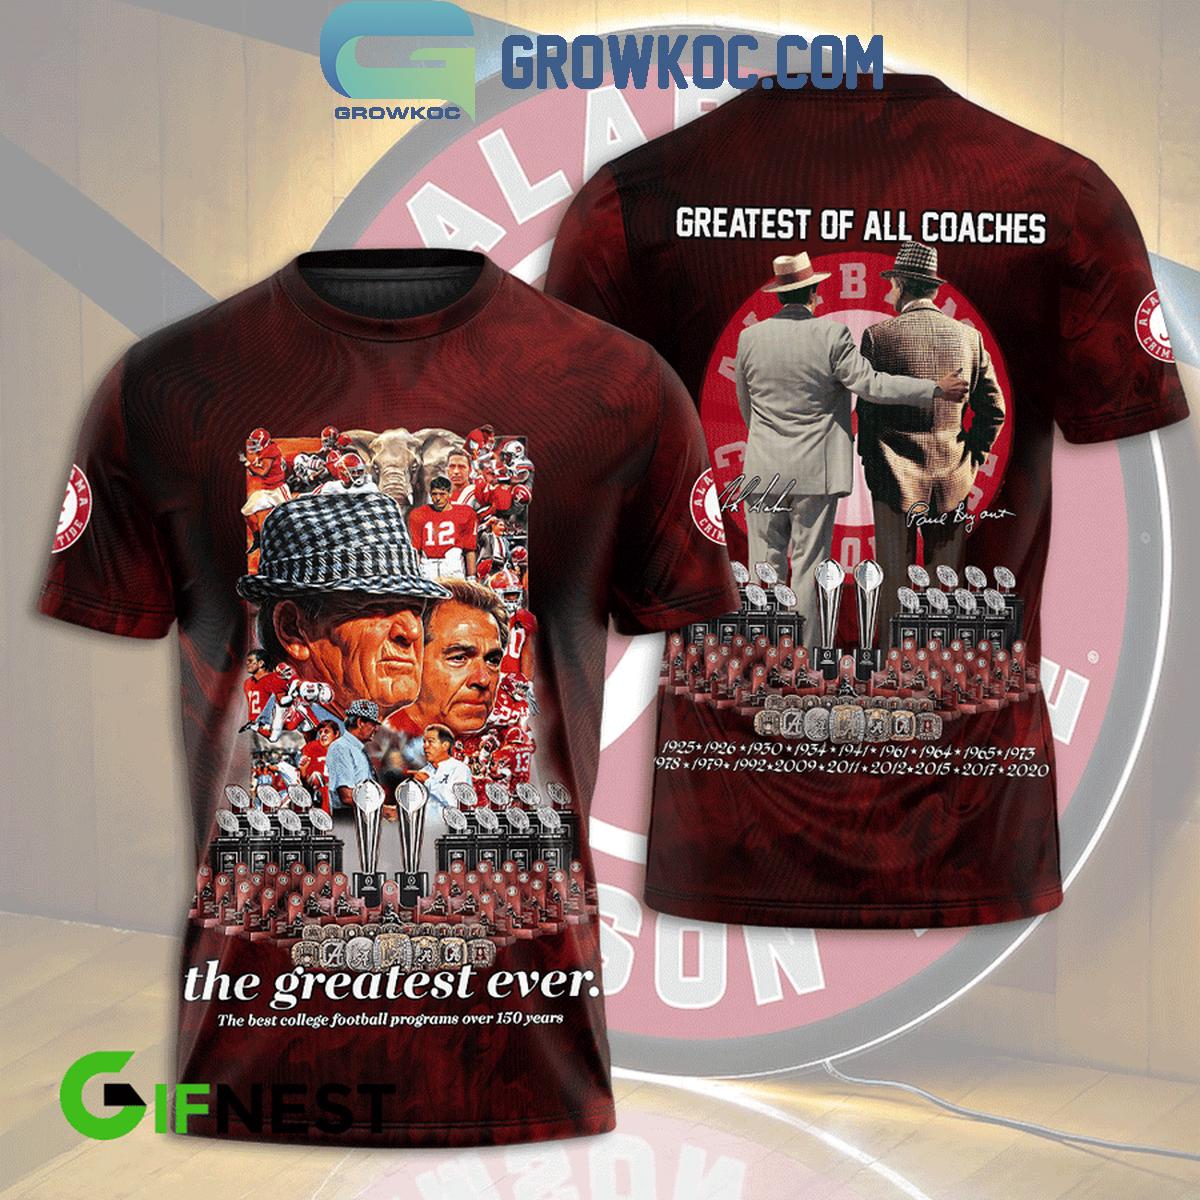 GROWKOC.COM
GROWKOC
ALABAMA
CRIMSON
GREATEST OF ALL COACHES
Paul Bryant
1925★1926★1930★1934★1941★1961★1964★1965★1973
1978★1979★1992★2009★2011★2012★2015★2017★2020
12
the greatest ever.
The best college football programs over 150 years
GIFNEST